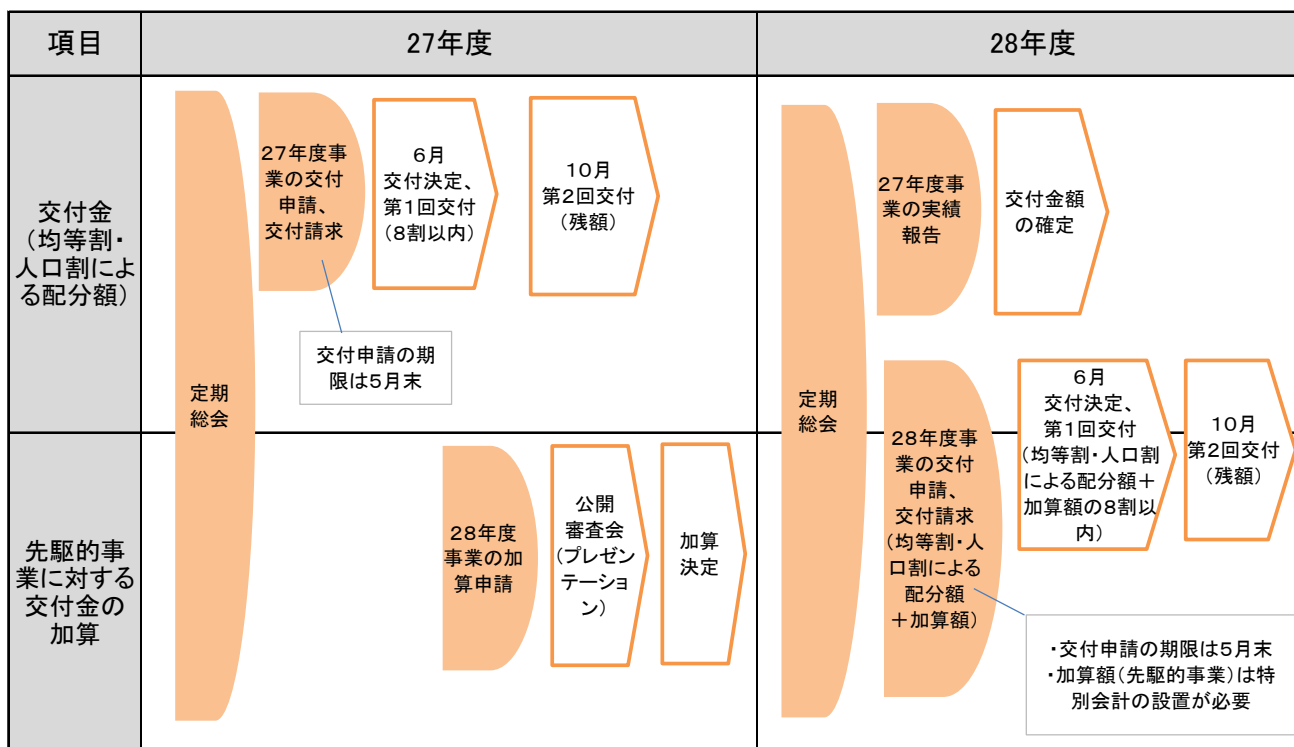 項目
27年度
28年度
交付金
(均等割・
人口割によ
る配分額)
定期
総会
27年度事
業の交付
申請、
交付請求
6月
交付決定、
第1回交付
(8割以内)
10月
第2回交付
(残額)
交付申請の期
限は5月末
定期
総会
27年度事
業の実績
報告
交付金額
の確定
28年度事
業の交付
申請、
交付請求
(均等割・人
口割による
配分額
+加算額)
6月
交付決定、
第1回交付
(均等割・人口割
による配分額+
加算額の8割以
内)
10月
第2回交付
(残額)
・交付申請の期限は5月末
・加算額(先駆的事業)は特
別会計の設置が必要
先駆的事
業に対する
交付金の
加算
28年度
事業の加
算申請
公開
審査会
(プレゼン
テーショ
ン)
加算
決定